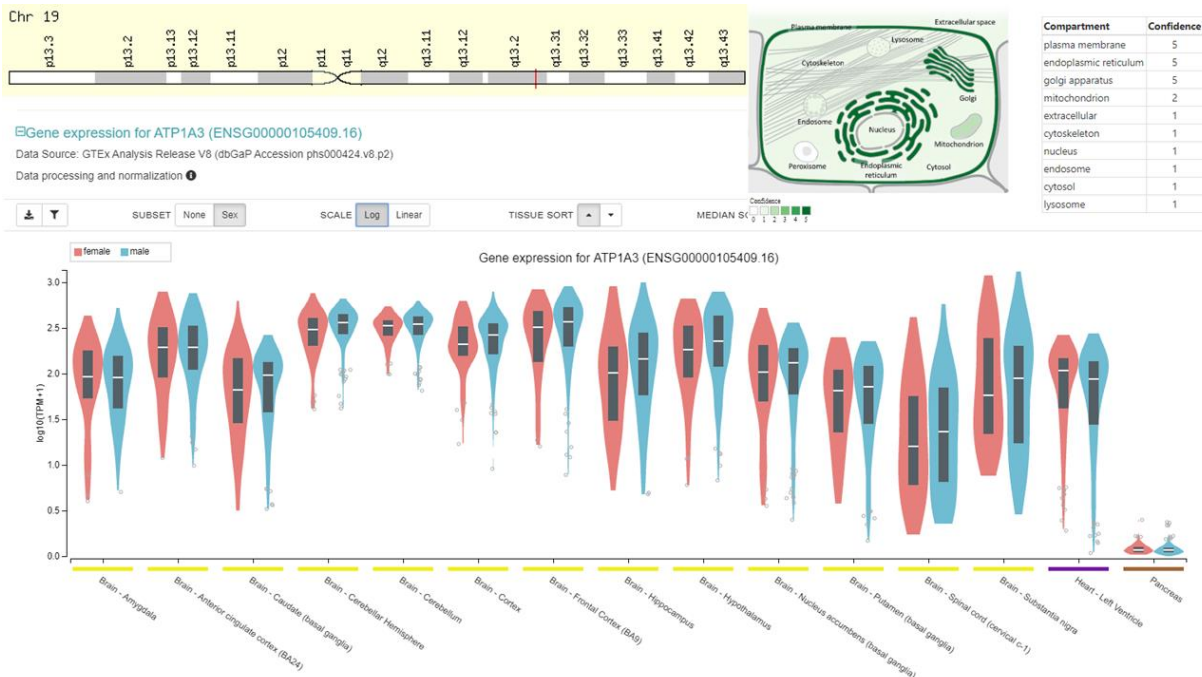 Chr 19
p13.3
p13.2
p13.13
p13.12
p13.11
p12
p11
q11
q12
q13.11
q13.12
q13.2
q13.31
q13.32
q13.33
q13.41
q13.42
q13.43
Plasma membrane
Extracellular space
Lysosome
Cytoskeleton
Golgi
Endosome
Nucleus
Mitochondrion
Peroxisome
Endoplasmic
reticulum
Cytosol
Confidence
0 1 2 3 4 5
Compartment Confidence
plasma membrane 5
endoplasmic reticulum 5
golgi apparatus 5
mitochondrion 2
extracellular 1
cytoskeleton 1
nucleus 1
endosome 1
cytosol 1
lysosome 1
Gene expression for ATP1A3 (ENSG00000105409.16)
Data Source: GTEx Analysis Release V8 (dbGaP Accession phs000424.v8.p2)
Data processing and normalization
SUBSET None Sex SCALE Log Linear TISSUE SORT MEDIAN SO
female male
Gene expression for ATP1A3 (ENSG00000105409.16)
log10(TPM+1)
3.0
2.5
2.0
1.5
1.0
0.5
0.0
Brain - Amygdala
Brain - Anterior cingulate cortex (BA24)
Brain - Caudate (basal ganglia)
Brain - Cerebellar Hemisphere
Brain - Cerebellum
Brain - Cortex
Brain - Frontal Cortex (BA9)
Brain - Hippocampus
Brain - Hypothalamus
Brain - Nucleus accumbens (basal ganglia)
Brain - Putamen (basal ganglia)
Brain - Spinal cord (cervical c-1)
Brain - Substantia nigra
Heart - Left Ventricle
Pancreas